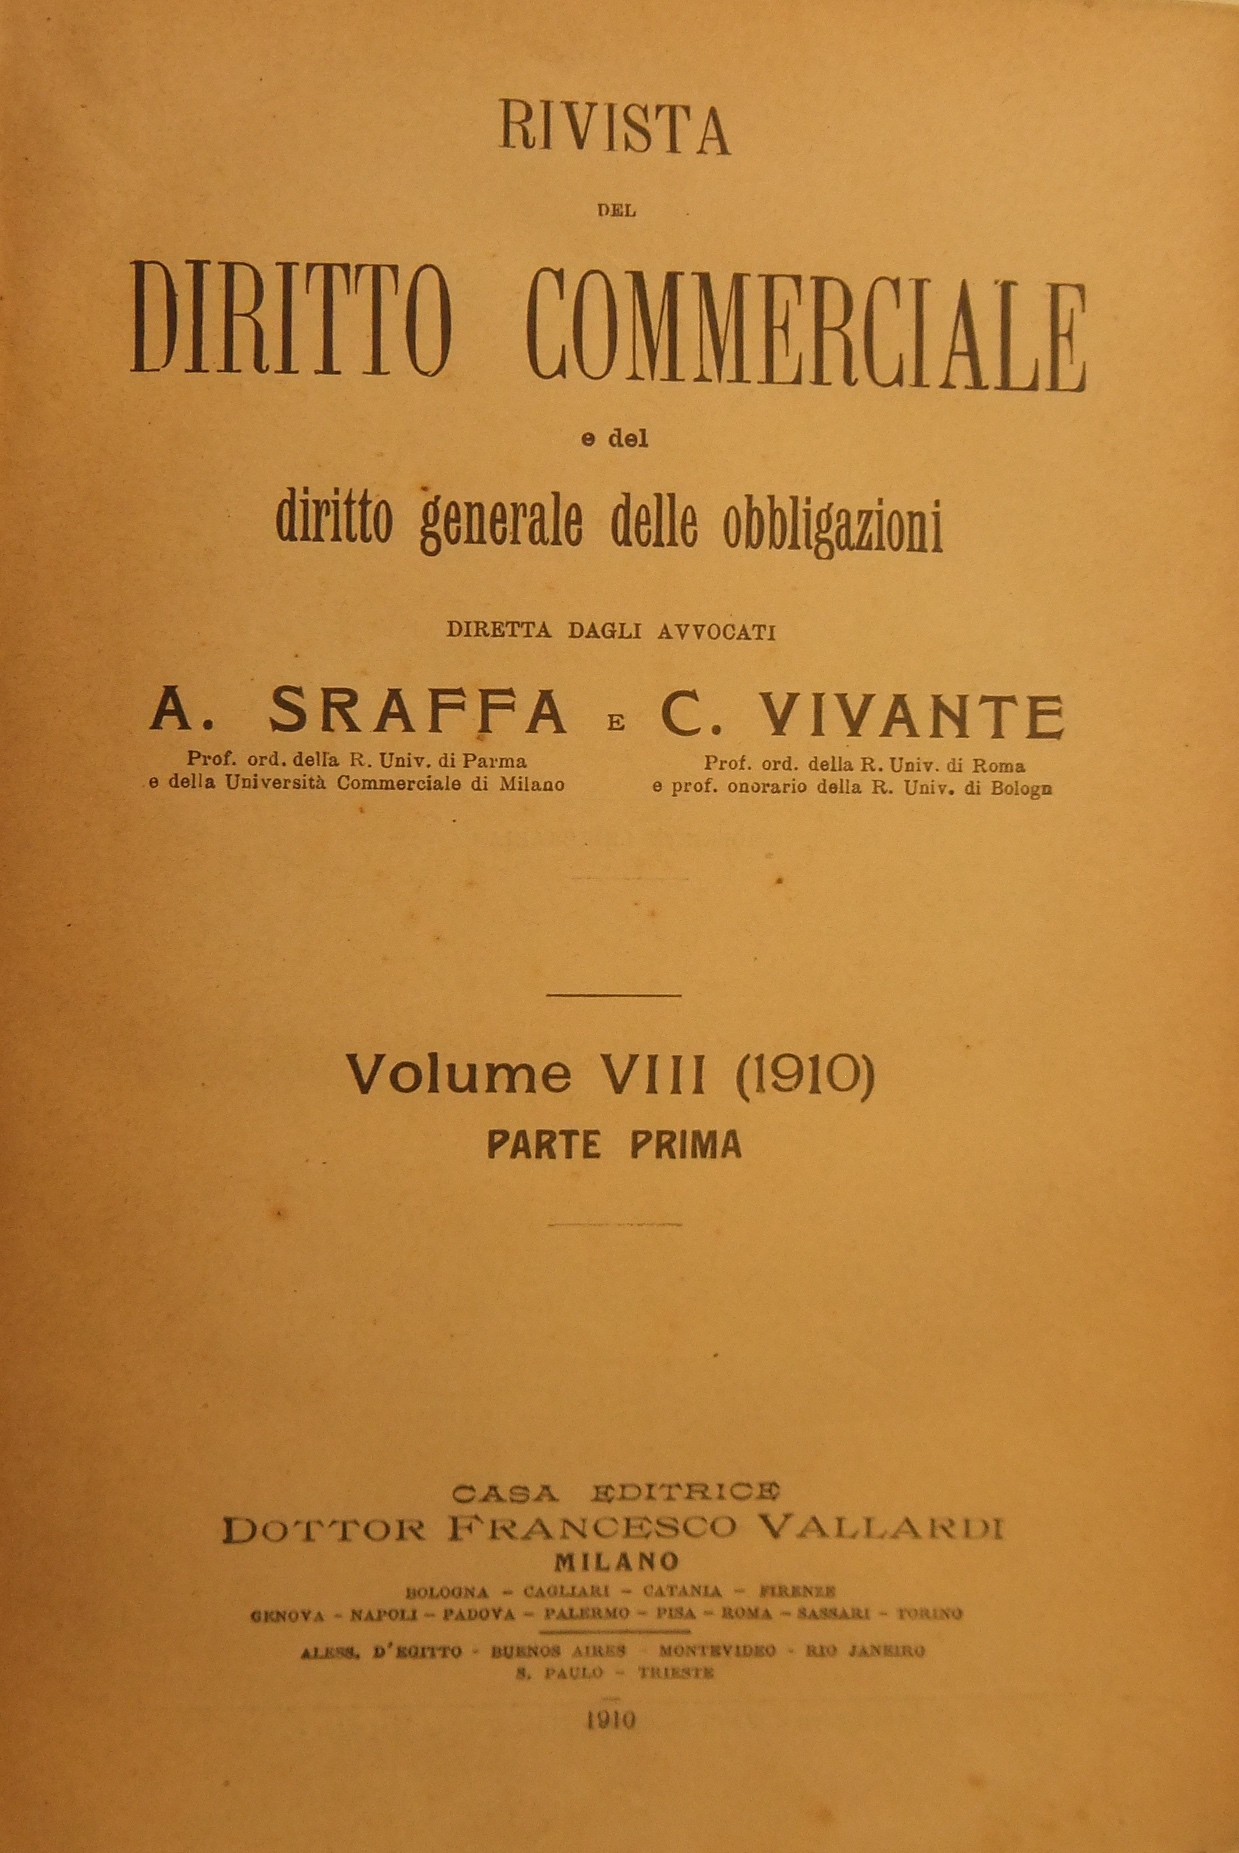 RIVISTA
DEL
DIRITTO COMMERCIALE
e del
diritto generale delle obbligazioni
DIRETTA DAGLI AVVOCATI
A. SRAFFA E C. VIVANTE
Prof. ord. della R. Univ. di Parma
e della Università Commerciale di Milano
Prof. ord. della R. Univ. di Roma
e prof. onorario della R. Univ. di Bologn
Volume VIII (1910)
PARTE PRIMA
CASA EDITRICE
DOTTOR FRANCESCO VALLARDI
MILANO
BOLOGNA - CAGLIARI - CATANIA - FIRENZE
GENOVA - NAPOLI - PADOVA - PALERMO - PISA - ROMA - SASSARI - TORINO
ALESS. D'EGITTO - BUENOS AIRES - MONTEVIDEO - RIO JANEIRO
S. PAULO - TRIESTE
1910